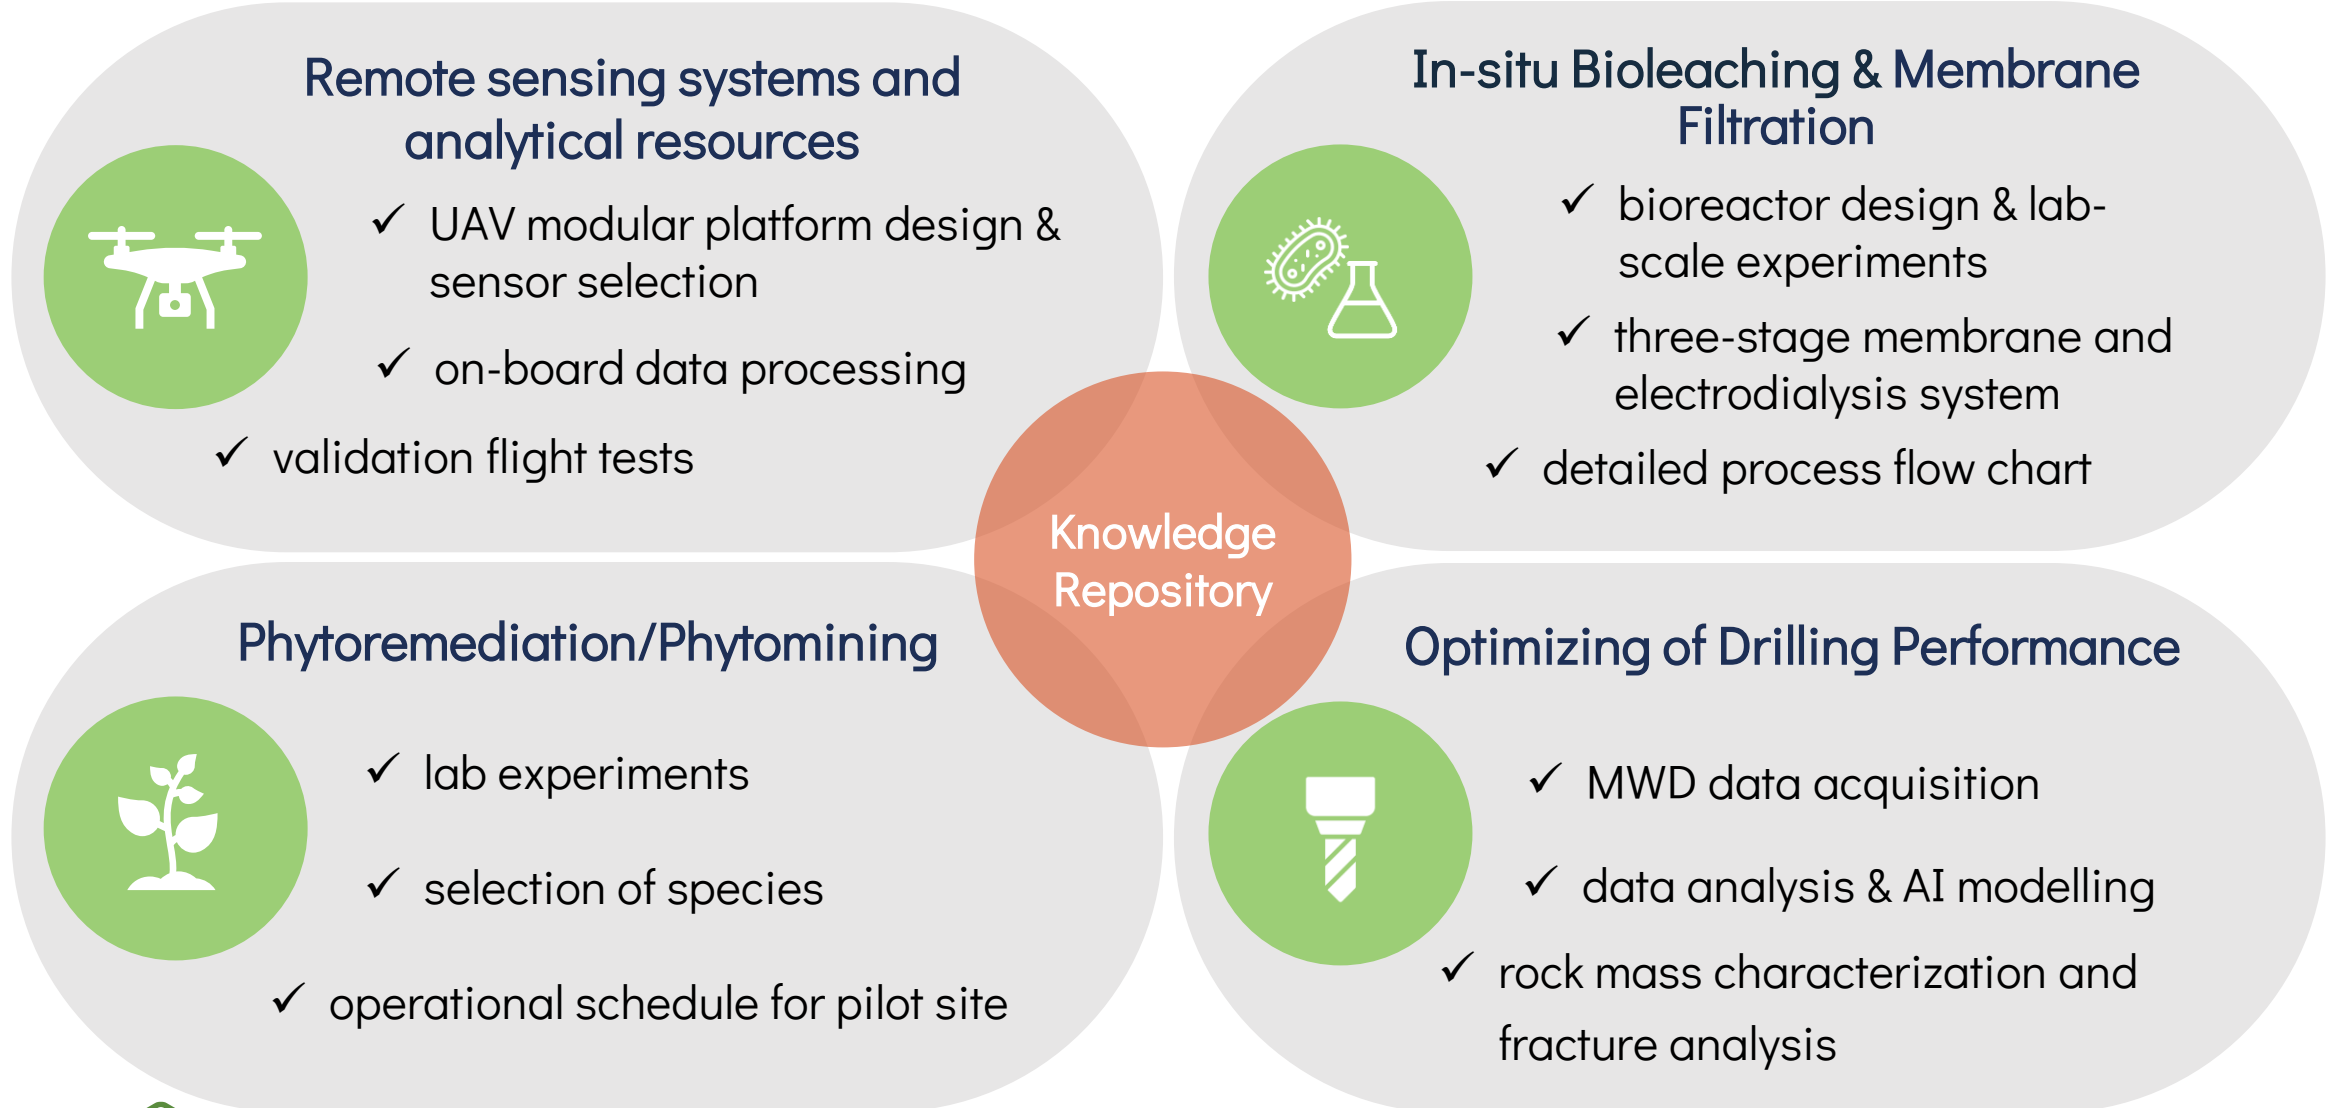 Remote sensing systems and
analytical resources
✓ UAV modular platform design &
sensor selection
✓ on-board data processing
✓ validation flight tests
In-situ Bioleaching & Membrane
Filtration
✓ bioreactor design & lab-
scale experiments
✓ three-stage membrane and
electrodialysis system
✓ detailed process flow chart
Knowledge
Repository
Phytoremediation/Phytomining
✓ lab experiments
✓ selection of species
✓ operational schedule for pilot site
Optimizing of Drilling Performance
✓ MWD data acquisition
✓ data analysis & AI modelling
✓ rock mass characterization and
fracture analysis